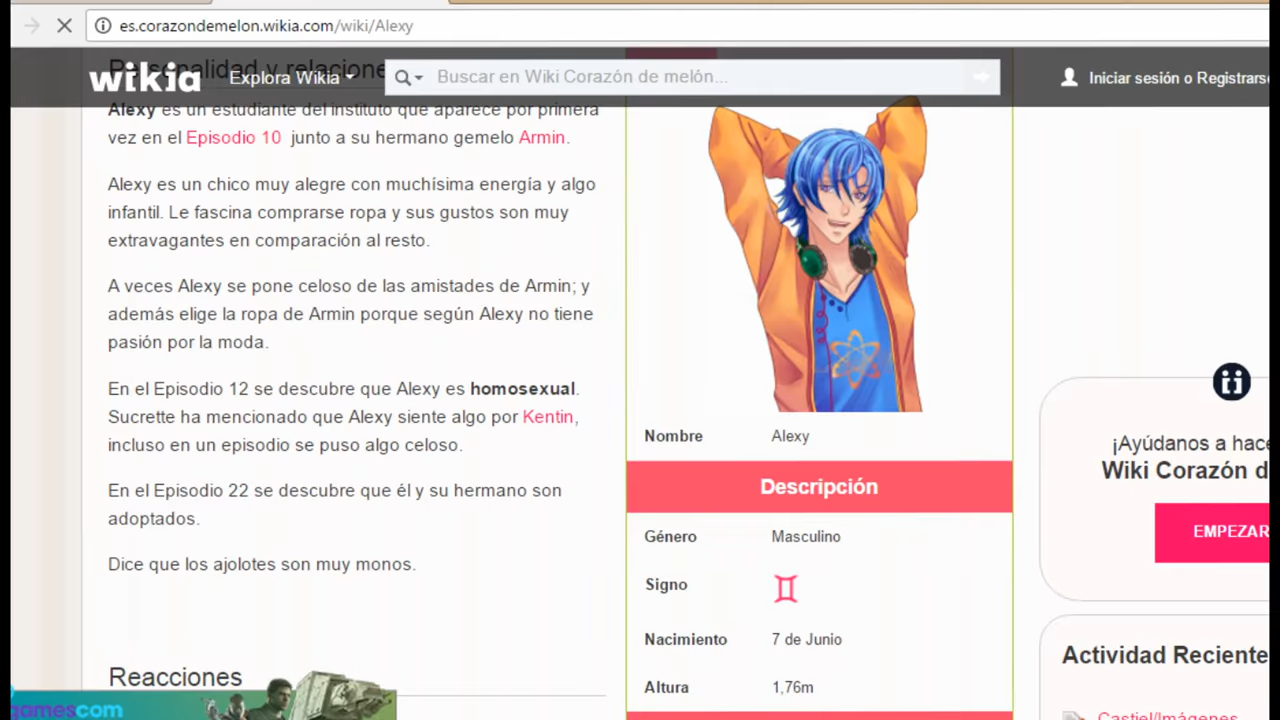 es.corazondemelon.wikia.com/wiki/Alexy
wikia
Explora Wikia
Buscar en Wiki Corazón de melón...
Iniciar sesión o Registrarse
Personalidad y relaciones
Alexy es un estudiante del instituto que aparece por primera
vez en el Episodio 10 junto a su hermano gemelo Armin.
Alexy es un chico muy alegre con muchísima energía y algo
infantil. Le fascina comprarse ropa y sus gustos son muy
extravagantes en comparación al resto.
A veces Alexy se pone celoso de las amistades de Armin; y
además elige la ropa de Armin porque según Alexy no tiene
pasión por la moda.
En el Episodio 12 se descubre que Alexy es homosexual.
Sucrette ha mencionado que Alexy siente algo por Kentin,
incluso en un episodio se puso algo celoso.
En el Episodio 22 se descubre que él y su hermano son
adoptados.
Dice que los ajolotes son muy monos.
Reacciones
gamescom
Nombre Alexy
Descripción
Género Masculino
Signo
Nacimiento 7 de Junio
Altura 1,76m
¡Ayúdanos a hace
Wiki Corazón d
EMPEZAR
Actividad Reciente
Castiel/Imágenes